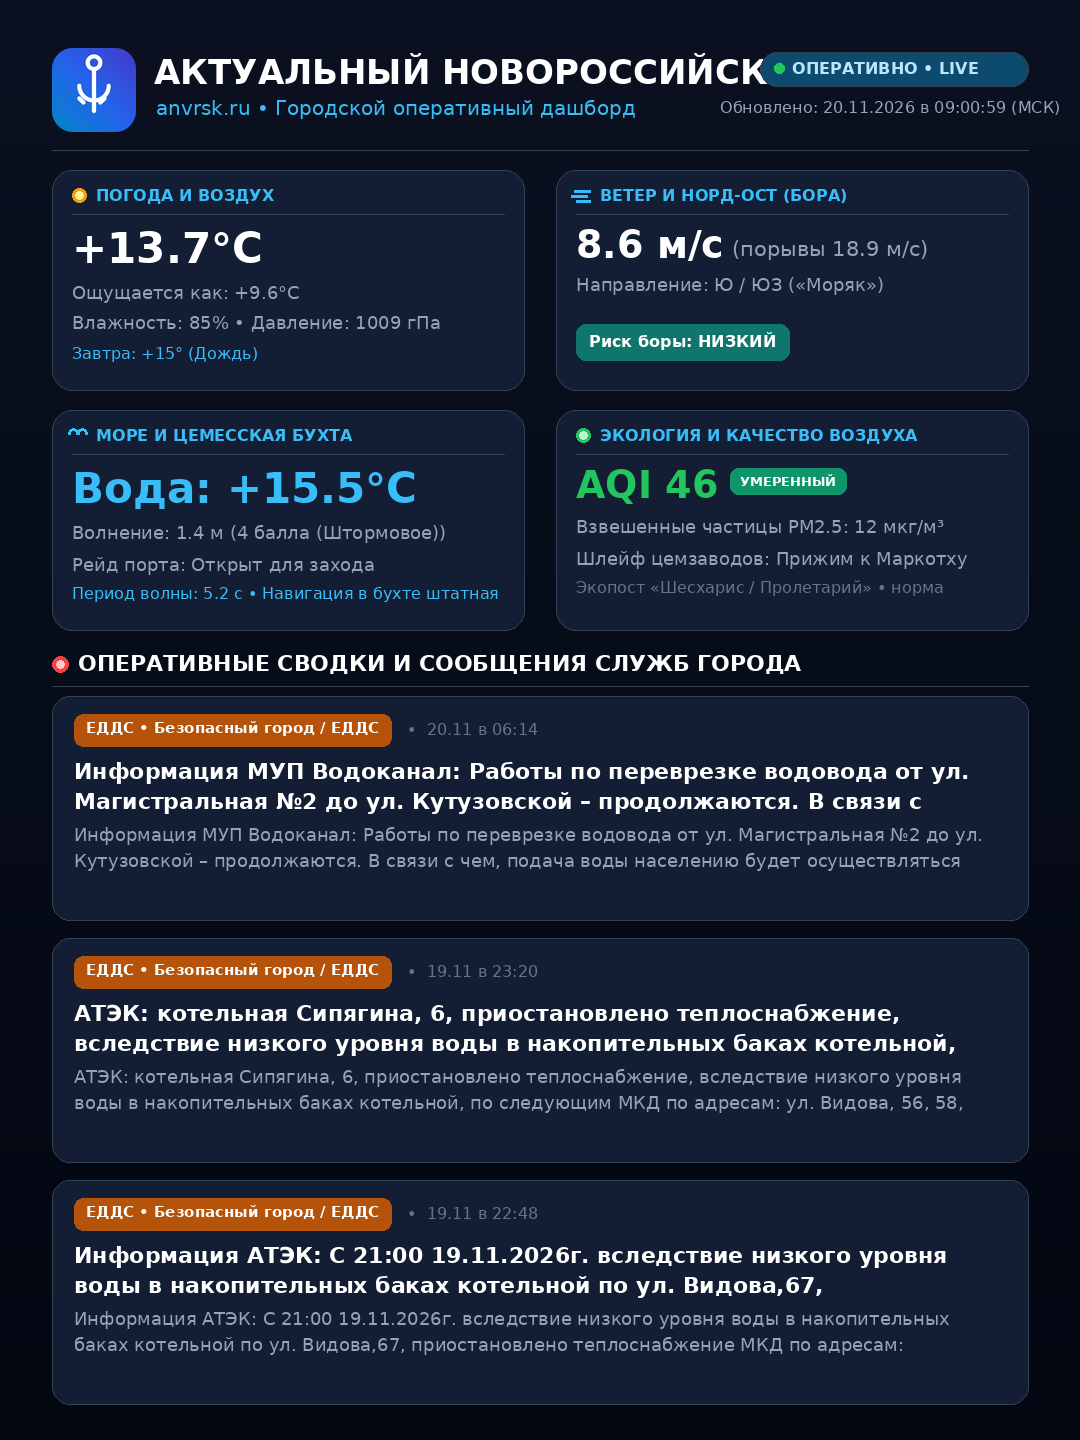 АКТУАЛЬНЫЙ НОВОРОССИЙСК
ОПЕРАТИВНО • LIVE
anvrsk.ru • Городской оперативный дашборд
Обновлено: 20.11.2026 в 09:00:59 (МСК)
ПОГОДА И ВОЗДУХ
+13.7°C
Ощущается как: +9.6°C
Влажность: 85% • Давление: 1009 гПа
Завтра: +15° (Дождь)
ВЕТЕР И НОРД-ОСТ (БОРА)
8.6 м/с (порывы 18.9 м/с)
Направление: Ю / ЮЗ («Моряк»)
Риск боры: НИЗКИЙ
МОРЕ И ЦЕМЕССКАЯ БУХТА
Вода: +15.5°C
Волнение: 1.4 м (4 балла (Штормовое))
Рейд порта: Открыт для захода
Период волны: 5.2 с • Навигация в бухте штатная
ЭКОЛОГИЯ И КАЧЕСТВО ВОЗДУХА
AQI 46 УМЕРЕННЫЙ
Взвешенные частицы PM2.5: 12 мкг/м³
Шлейф цемзаводов: Прижим к Маркотху
Экопост «Шесхарис / Пролетарий» • норма
ОПЕРАТИВНЫЕ СВОДКИ И СООБЩЕНИЯ СЛУЖБ ГОРОДА
ЕДДС • Безопасный город / ЕДДС • 20.11 в 06:14
Информация МУП Водоканал: Работы по переврезке водовода от ул.
Магистральная №2 до ул. Кутузовской – продолжаются. В связи с
Информация МУП Водоканал: Работы по переврезке водовода от ул. Магистральная №2 до ул.
Кутузовской – продолжаются. В связи с чем, подача воды населению будет осуществляться
ЕДДС • Безопасный город / ЕДДС • 19.11 в 23:20
АТЭК: котельная Сипягина, 6, приостановлено теплоснабжение,
вследствие низкого уровня воды в накопительных баках котельной,
АТЭК: котельная Сипягина, 6, приостановлено теплоснабжение, вследствие низкого уровня
воды в накопительных баках котельной, по следующим МКД по адресам: ул. Видова, 56, 58,
ЕДДС • Безопасный город / ЕДДС • 19.11 в 22:48
Информация АТЭК: С 21:00 19.11.2026г. вследствие низкого уровня
воды в накопительных баках котельной по ул. Видова,67,
Информация АТЭК: С 21:00 19.11.2026г. вследствие низкого уровня воды в накопительных
баках котельной по ул. Видова,67, приостановлено теплоснабжение МКД по адресам: